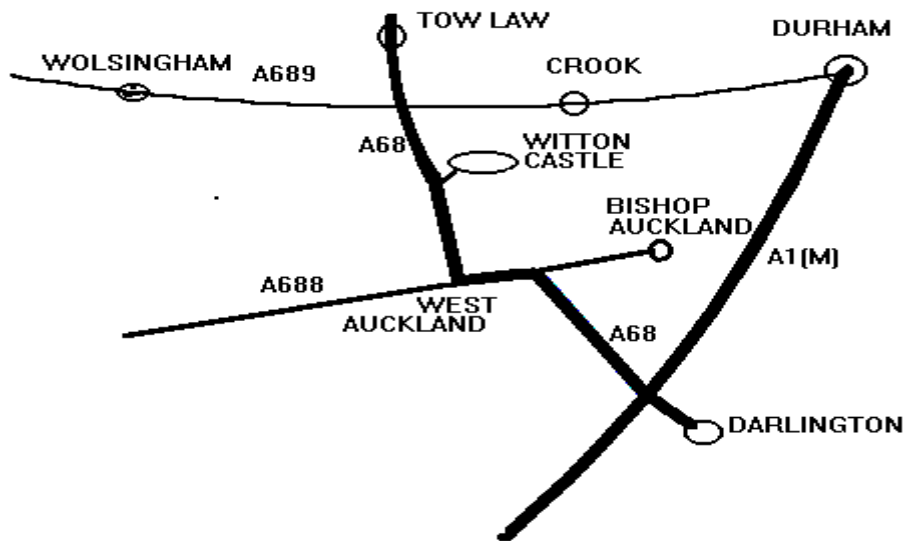 TOW LAW
DURHAM
WOLSINGHAM
A689
CROOK
A68
WITTON
CASTLE
BISHOP
AUCKLAND
A1(M)
A688
WEST
AUCKLAND
A68
DARLINGTON